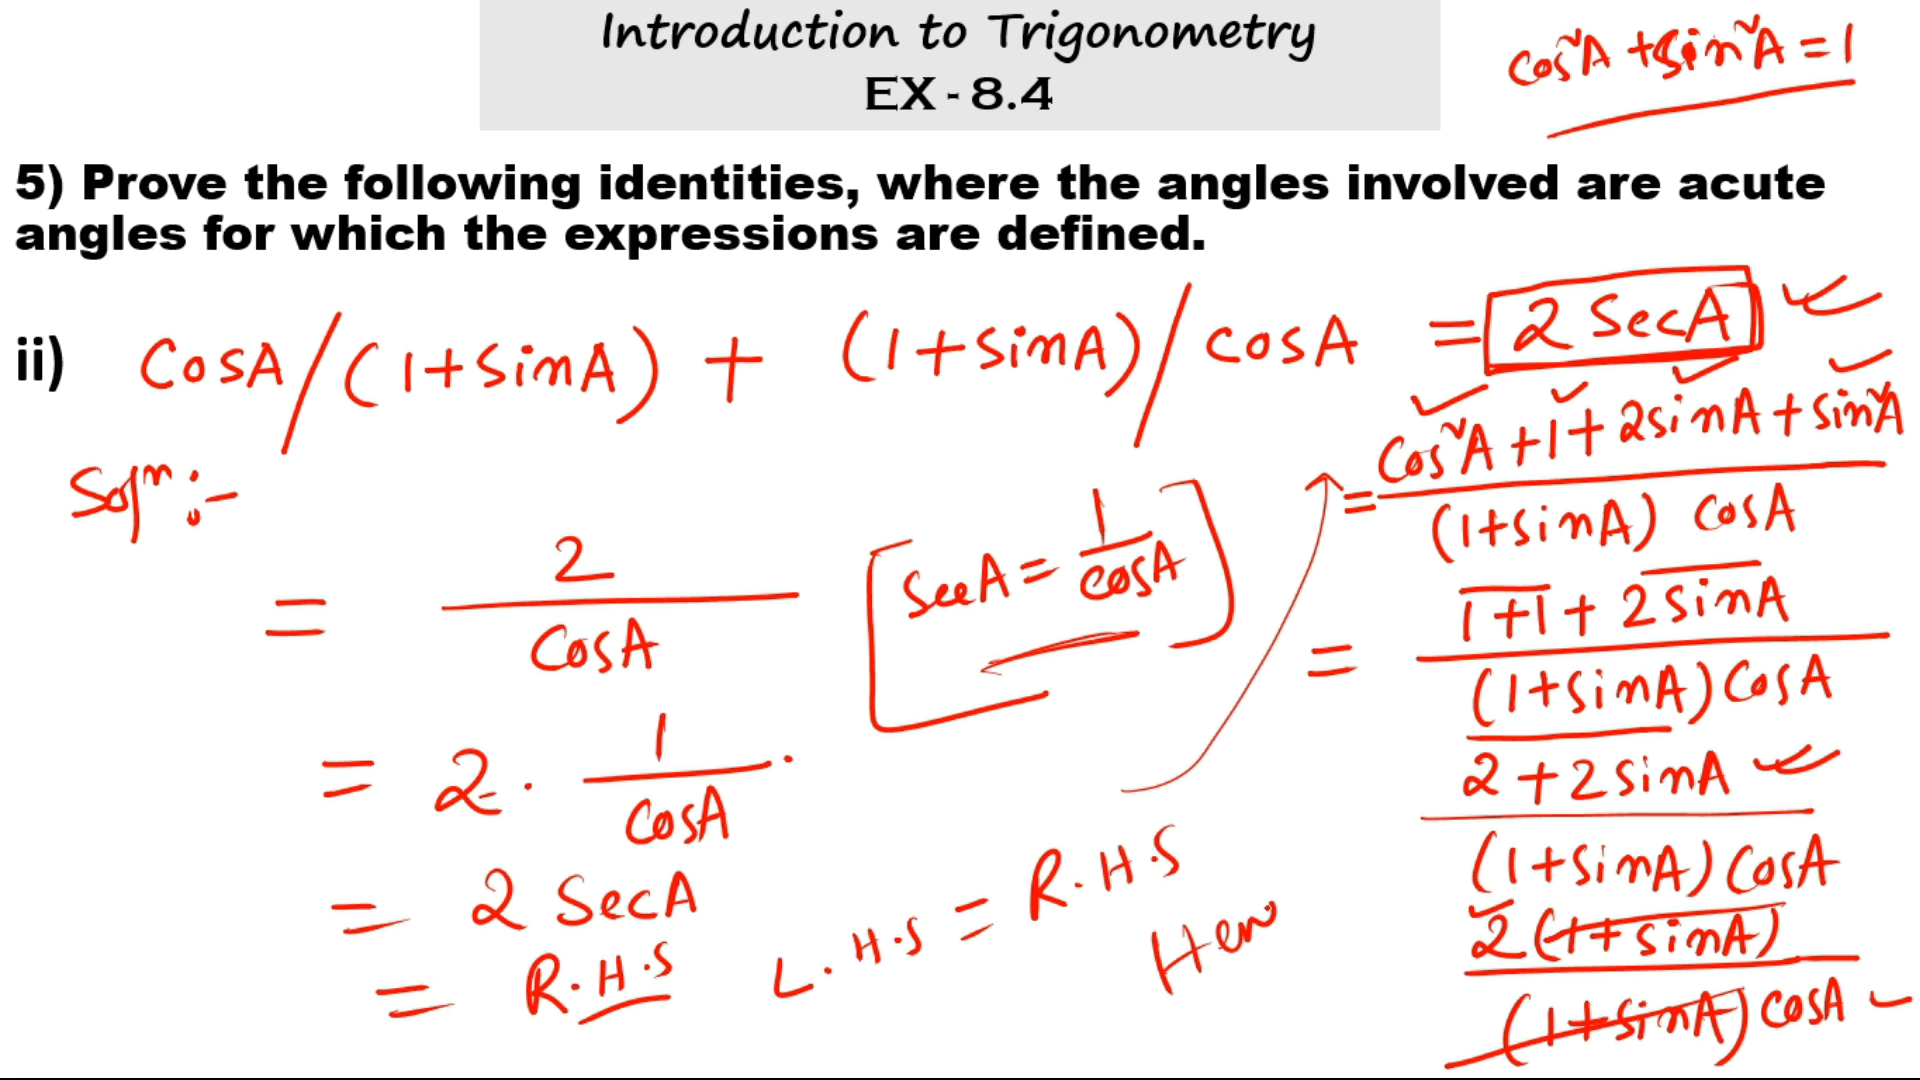 Introduction to Trigonometry
EX - 8.4
cos²A + sin²A = 1
5) Prove the following identities, where the angles involved are acute
angles for which the expressions are defined.
ii) CosA/(1+sinA) + (1+sinA)/cosA = 2 SecA
Solⁿ :-
= cos²A + 1 + 2sinA + sin²A
(1+sinA) cosA
= 1+1+2sinA
(1+sinA) cosA
2+2sinA
(1+sinA) cosA
2(1+sinA)
(1+sinA) cosA
= 2
CosA
[SecA = 1
cosA]
= 2 . 1
cosA
= 2 SecA
= R.H.S
L.H.S = R.H.S
Hen